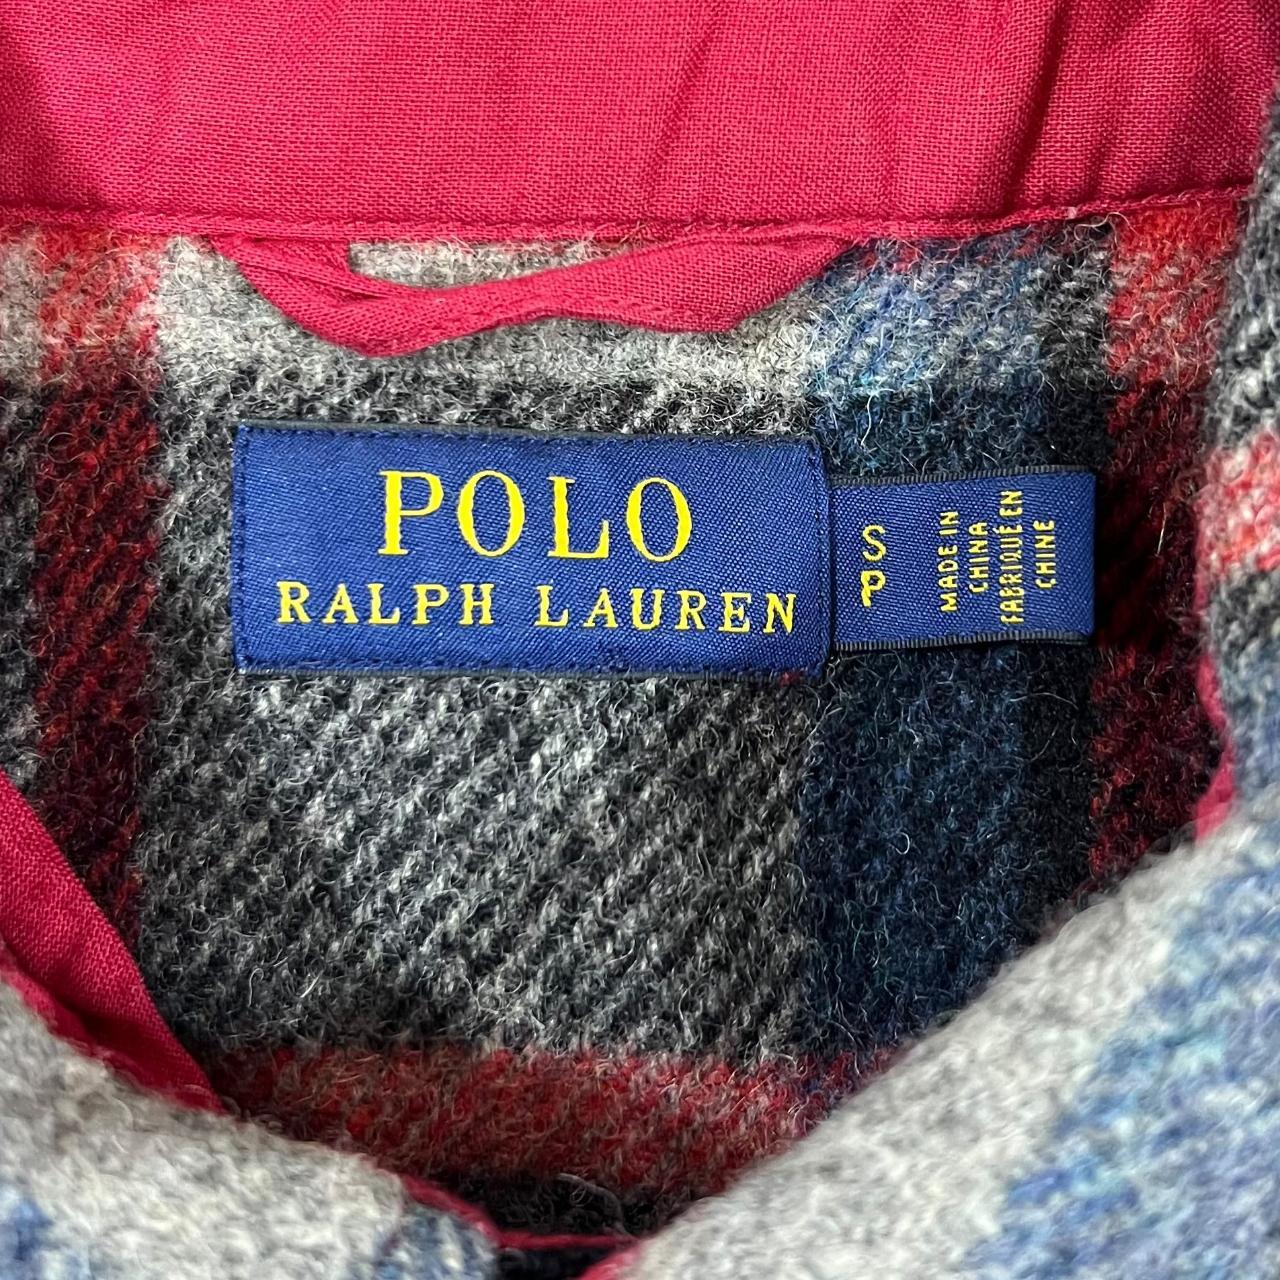 POLO
RALPH LAUREN
S
P
MADE IN
CHINA
FABRIQUÉ EN
CHINE